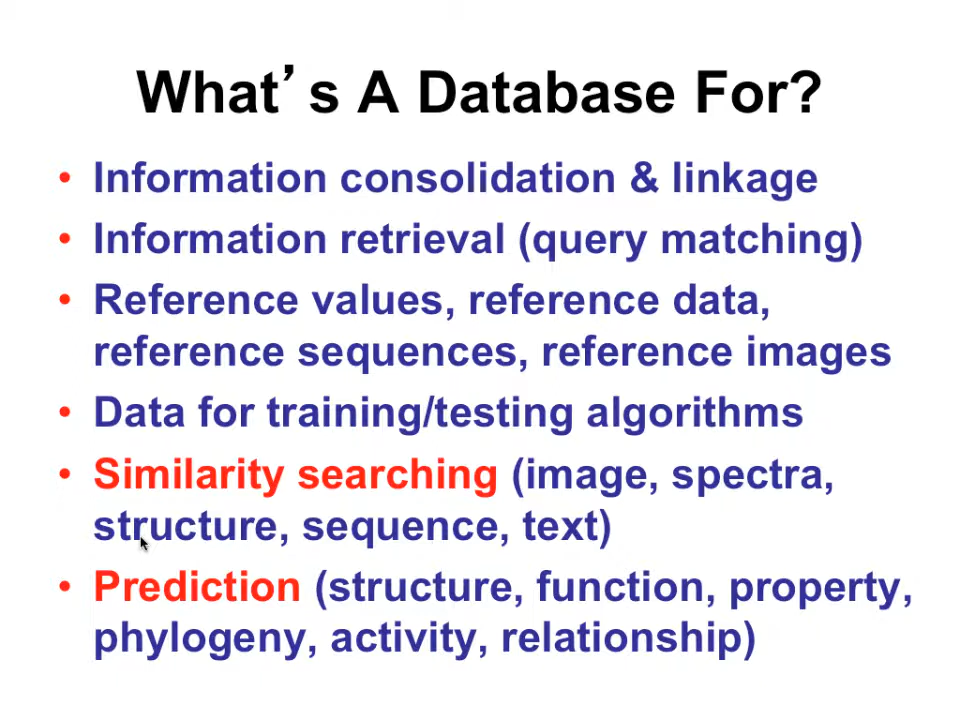 What's A Database For?
• Information consolidation & linkage
• Information retrieval (query matching)
• Reference values, reference data,
reference sequences, reference images
• Data for training/testing algorithms
• Similarity searching (image, spectra,
structure, sequence, text)
• Prediction (structure, function, property,
phylogeny, activity, relationship)